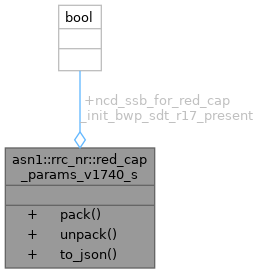 bool
+ncd_ssb_for_red_cap
_init_bwp_sdt_r17_present
asn1::rrc_nr::red_cap
_params_v1740_s
+ pack()
+ unpack()
+ to_json()